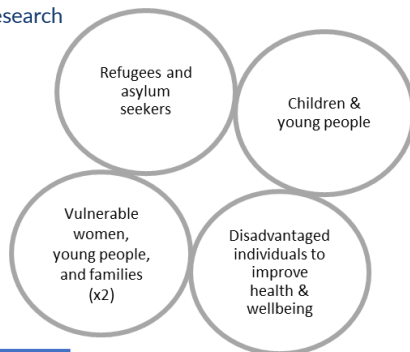 esearch
Refugees and
asylum
seekers
Children &
young people
Vulnerable
women,
young people,
and families
(x2)
Disadvantaged
individuals to
improve
health &
wellbeing